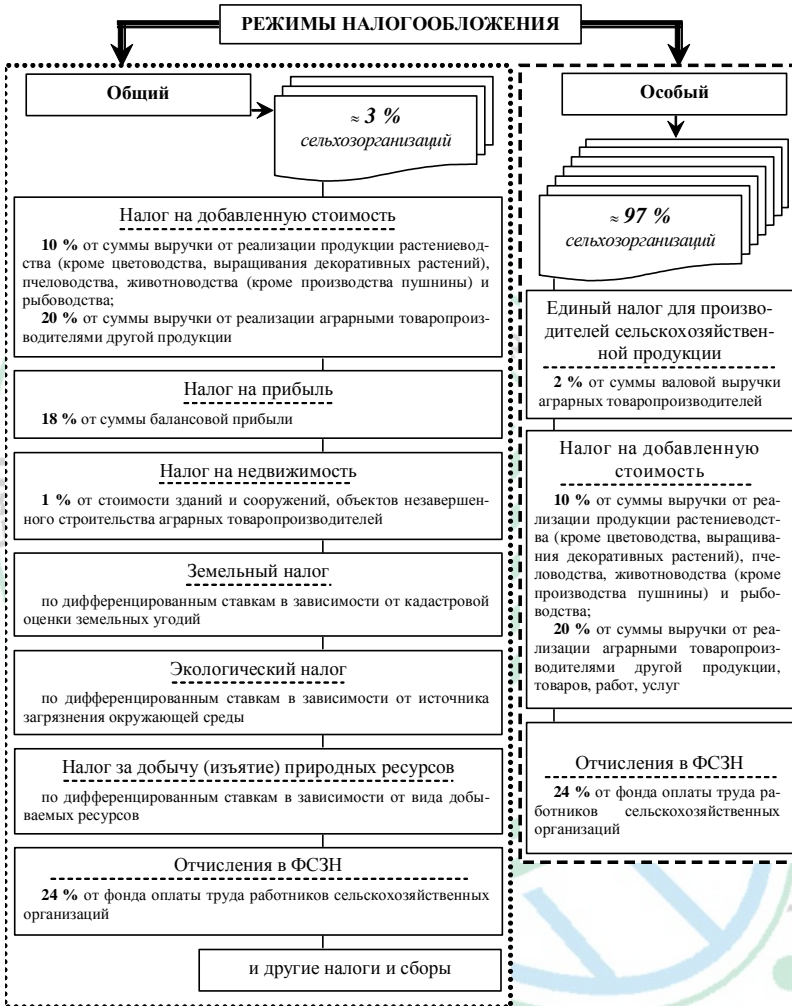 РЕЖИМЫ НАЛОГООБЛОЖЕНИЯ
Общий
≈ 3 %
сельхозорганизаций
Налог на добавленную стоимость
10 % от суммы выручки от реализации продукции растениевод-
ства (кроме цветоводства, выращивания декоративных растений),
пчеловодства, животноводства (кроме производства пушнины) и
рыбоводства;
20 % от суммы выручки от реализации аграрными товаропроиз-
водителями другой продукции
Налог на прибыль
18 % от суммы балансовой прибыли
Налог на недвижимость
1 % от стоимости зданий и сооружений, объектов незавершен-
ного строительства аграрных товаропроизводителей
Земельный налог
по дифференцированным ставкам в зависимости от кадастровой
оценки земельных угодий
Экологический налог
по дифференцированным ставкам в зависимости от источника
загрязнения окружающей среды
Налог за добычу (изъятие) природных ресурсов
по дифференцированным ставкам в зависимости от вида добы-
ваемых ресурсов
Отчисления в ФСЗН
24 % от фонда оплаты труда работников сельскохозяйственных
организаций
и другие налоги и сборы
Особый
≈ 97 %
сельхозорганизаций
Единый налог для произво-
дителей сельскохозяйствен-
ной продукции
2 % от суммы валовой выручки
аграрных товаропроизводителей
Налог на добавленную
стоимость
10 % от суммы выручки от реа-
лизации продукции растениеводст-
ва (кроме цветоводства, выращива-
ния декоративных растений), пче-
ловодства, животноводства (кроме
производства пушнины) и рыбо-
водства;
20 % от суммы выручки от реа-
лизации аграрными товаропроиз-
водителями другой продукции,
товаров, работ, услуг
Отчисления в ФСЗН
24 % от фонда оплаты труда ра-
ботников сельскохозяйственных
организаций